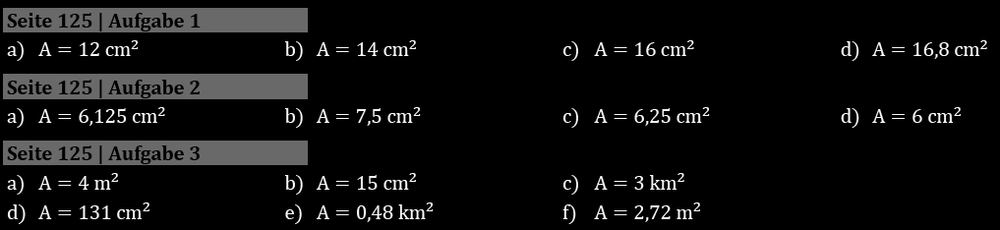 Seite 125 | Aufgabe 1
a) A = 12 cm² b) A = 14 cm² c) A = 16 cm² d) A = 16,8 cm²
Seite 125 | Aufgabe 2
a) A = 6,125 cm² b) A = 7,5 cm² c) A = 6,25 cm² d) A = 6 cm²
Seite 125 | Aufgabe 3
a) A = 4 m² b) A = 15 cm² c) A = 3 km²
d) A = 131 cm² e) A = 0,48 km² f) A = 2,72 m²